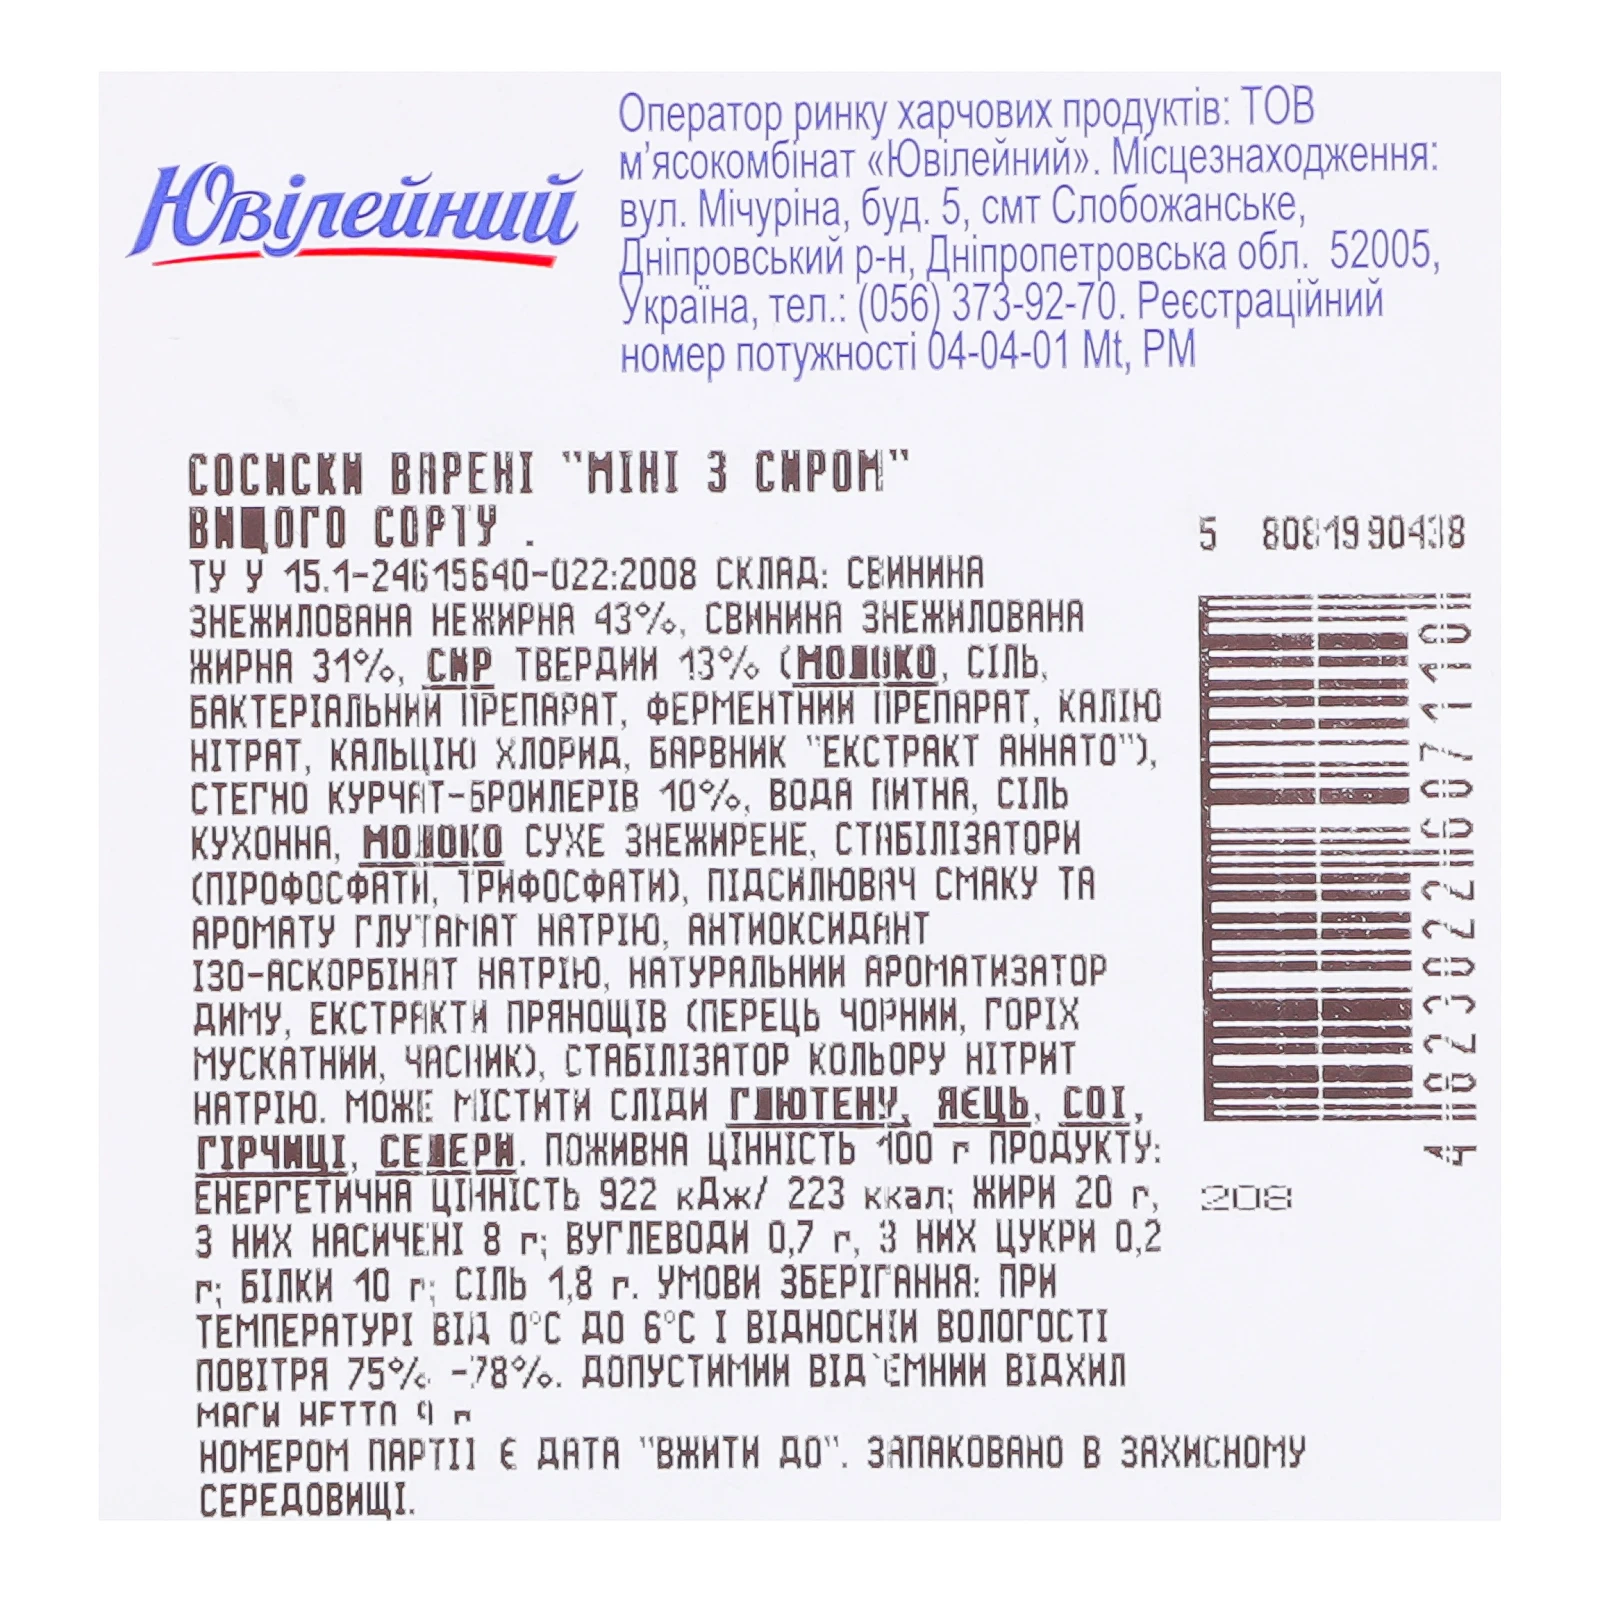 Ювілейний
Оператор ринку харчових продуктів: ТОВ
м’ясокомбінат «Ювілейний». Місцезнаходження:
вул. Мічуріна, буд. 5, смт Слобожанське,
Дніпровський р-н, Дніпропетровська обл. 52005,
Україна, тел.: (056) 373-92-70. Реєстраційний
номер потужності 04-04-01 Mt, PM
СОСИСКИ ВАРЕНІ "МІНІ З СИРОМ"
ВИЩОГО СОРТУ .
ТУ У 15.1-24615640-022:2008 СКЛАД: СВИНИНА
ЗНЕЖИЛОВАНА НЕЖИРНА 43%, СВИНИНА ЗНЕЖИЛОВАНА
ЖИРНА 31%, СИР ТВЕРДИЙ 13% (МОЛОКО, СІЛЬ,
БАКТЕРІАЛЬНИЙ ПРЕПАРАТ, ФЕРМЕНТНИЙ ПРЕПАРАТ, КАЛІЮ
НІТРАТ, КАЛЬЦІЮ ХЛОРИД, БАРВНИК "ЕКСТРАКТ АННАТО"),
СТЕГНО КУРЧАТ-БРОЙЛЕРІВ 10%, ВОДА ПИТНА, СІЛЬ
КУХОННА, МОЛОКО СУХЕ ЗНЕЖИРЕНЕ, СТАБІЛІЗАТОРИ
(ПІРОФОСФАТИ, ТРИФОСФАТИ), ПІДСИЛЮВАЧ СМАКУ ТА
АРОМАТУ ГЛУТАМАТ НАТРІЮ, АНТИОКСИДАНТ
ІЗО-АСКОРБІНАТ НАТРІЮ, НАТУРАЛЬНИЙ АРОМАТИЗАТОР
ДИМУ, ЕКСТРАКТИ ПРЯНОЩІВ (ПЕРЕЦЬ ЧОРНИЙ, ГОРІХ
МУСКАТНИЙ, ЧАСНИК), СТАБІЛІЗАТОР КОЛЬОРУ НІТРИТ
НАТРІЮ. МОЖЕ МІСТИТИ СЛІДИ ГЛЮТЕНУ, ЯЄЦЬ, СОЇ,
ГІРЧИЦІ, СЕЛЕРИ. ПОЖИВНА ЦІННІСТЬ 100 г ПРОДУКТУ:
ЕНЕРГЕТИЧНА ЦІННІСТЬ 922 кДж/ 223 ккал; ЖИРИ 20 г,
З НИХ НАСИЧЕНІ 8 г; ВУГЛЕВОДИ 0,7 г, З НИХ ЦУКРИ 0,2
г; БІЛКИ 10 г; СІЛЬ 1,8 г. УМОВИ ЗБЕРІГАННЯ: ПРИ
ТЕМПЕРАТУРІ ВІД 0°С ДО 6°С І ВІДНОСНІЙ ВОЛОГОСТІ
ПОВІТРЯ 75% -78%. ДОПУСТИМИЙ ВІД`ЄМНИЙ ВІДХИЛ
МАСИ НЕТТО 9 г
НОМЕРОМ ПАРТІЇ Є ДАТА "ВЖИТИ ДО". ЗАПАКОВАНО В ЗАХИСНОМУ
СЕРЕДОВИЩІ.
5 80819 90438
4 823022 607110
208